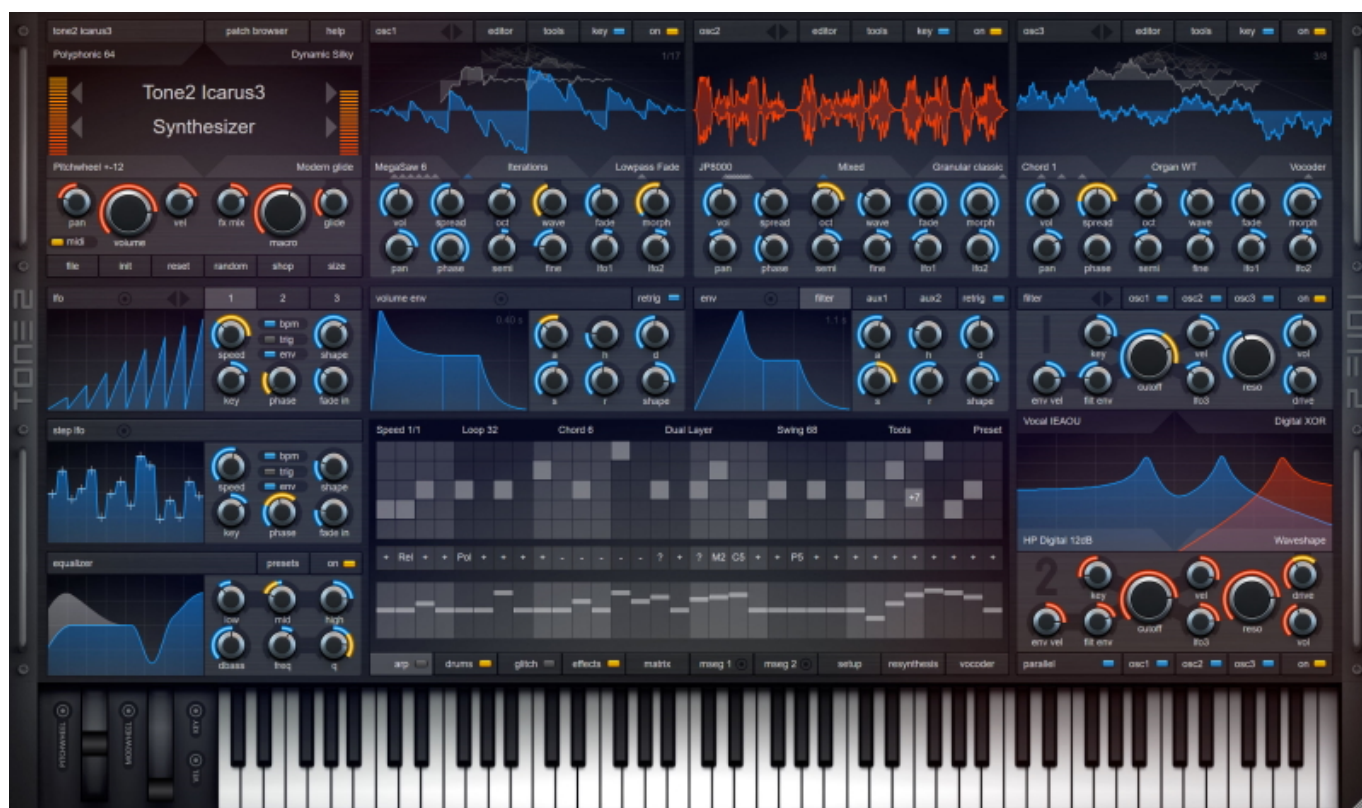 tone2 Icarus3 patch browser help
Polyphonic 64 Dynamic Silky
Tone2 Icarus3
Synthesizer
Pitchwheel +-12 Modern glide
pan volume vel fx mix macro glide
midi
file init reset random shop size
osc1 editor tools key on
1/17
MegaSaw 6 Iterations Lowpass Fade
vol spread oct wave fade morph
pan phase semi fine lfo1 lfo2
osc2 editor tools key on
JP8000 Mixed Granular classic
vol spread oct wave fade morph
pan phase semi fine lfo1 lfo2
osc3 editor tools key on
3/8
Chord 1 Organ WT Vocoder
vol spread oct wave fade morph
pan phase semi fine lfo1 lfo2
TONE 2
lfo 1 2 3
speed bpm trig env shape
key phase fade in
volume env retrig
0.40 s
a h d
s r shape
env filter aux1 aux2 retrig
1.1 s
a h d
s r shape
filter osc1 osc2 osc3 on
1
key cutoff vel reso vol
env vel filt env lfo3 drive
step lfo
speed bpm trig env shape
key phase fade in
Speed 1/1 Loop 32 Chord 6 Dual Layer Swing 68 Tools Preset
+7
+ Rel + + Pol + + + + - - - - - ? + ? M2 C5 + + P5 + + + + + + + + + +
Vocal IEAOU Digital XOR
HP Digital 12dB Waveshape
2
key cutoff vel reso drive
env vel filt env lfo3 vol
equalizer presets on
low mid high
dbass freq q
arp drums glitch effects matrix mseg 1 mseg 2 setup resynthesis vocoder
parallel osc1 osc2 osc3 on
PITCHWHEEL
MODWHEEL
KEY
VEL